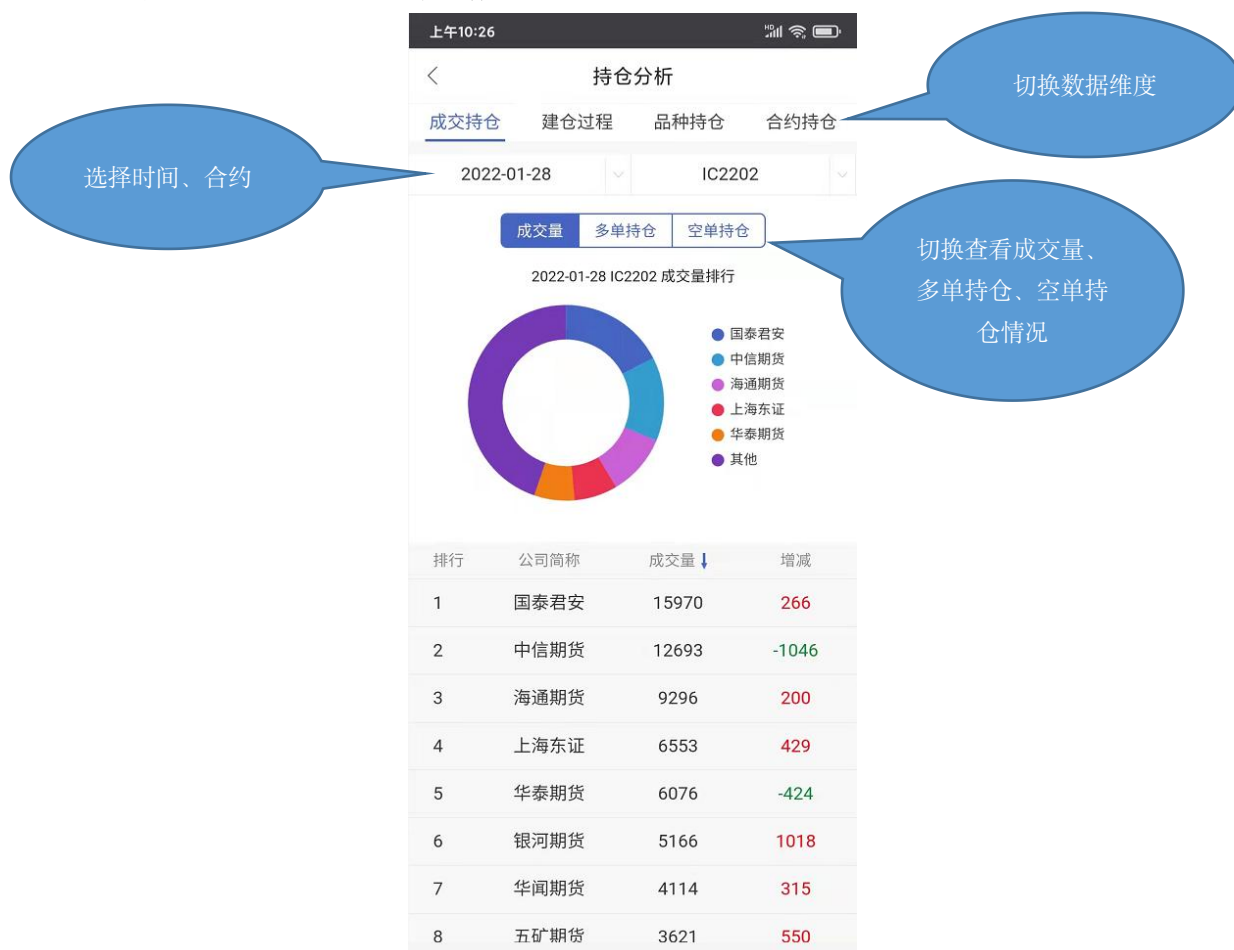 上午10:26
持仓分析
成交持仓 建仓过程 品种持仓 合约持仓
切换数据维度
选择时间、合约
2022-01-28 IC2202
成交量 多单持仓 空单持仓
切换查看成交量、
多单持仓、空单持
仓情况
2022-01-28 IC2202 成交量排行
国泰君安
中信期货
海通期货
上海东证
华泰期货
其他
排行 公司简称 成交量 增减
1 国泰君安 15970 266
2 中信期货 12693 -1046
3 海通期货 9296 200
4 上海东证 6553 429
5 华泰期货 6076 -424
6 银河期货 5166 1018
7 华闻期货 4114 315
8 五矿期货 3621 550